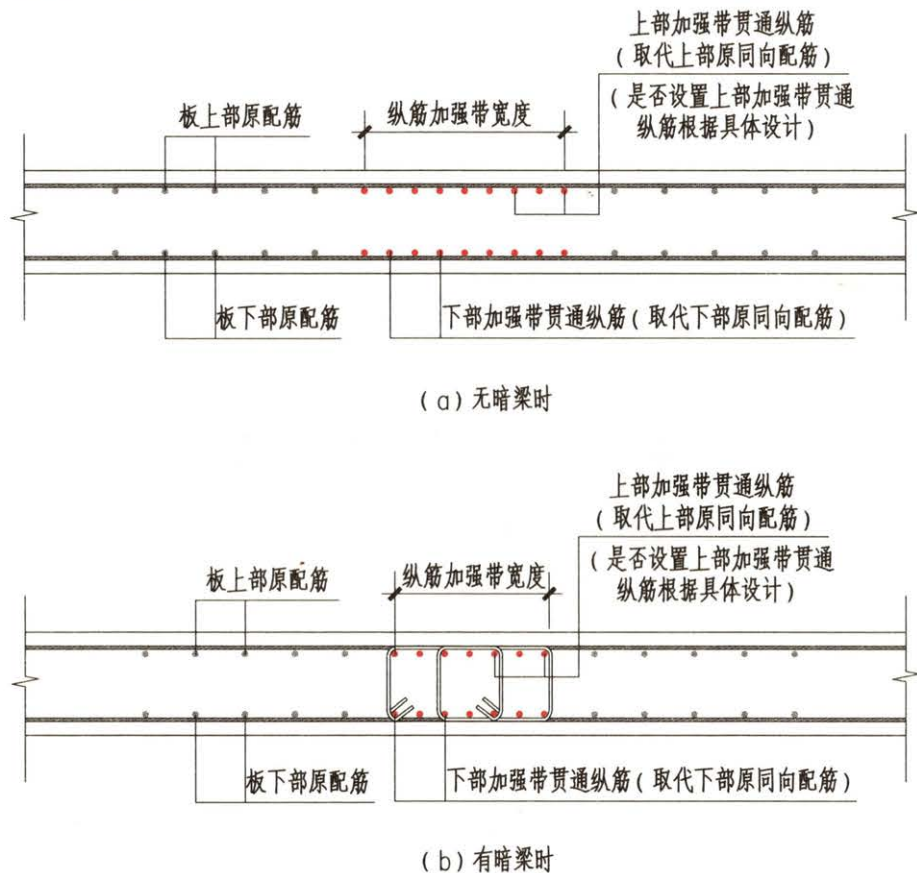 上部加强带贯通纵筋
(取代上部原同向配筋)
(是否设置上部加强带贯通
纵筋根据具体设计)
板上部原配筋
纵筋加强带宽度
板下部原配筋
下部加强带贯通纵筋(取代下部原同向配筋)
(a)无暗梁时
上部加强带贯通纵筋
(取代上部原同向配筋)
(是否设置上部加强带贯通
纵筋根据具体设计)
板上部原配筋
纵筋加强带宽度
板下部原配筋
下部加强带贯通纵筋(取代下部原同向配筋)
(b)有暗梁时